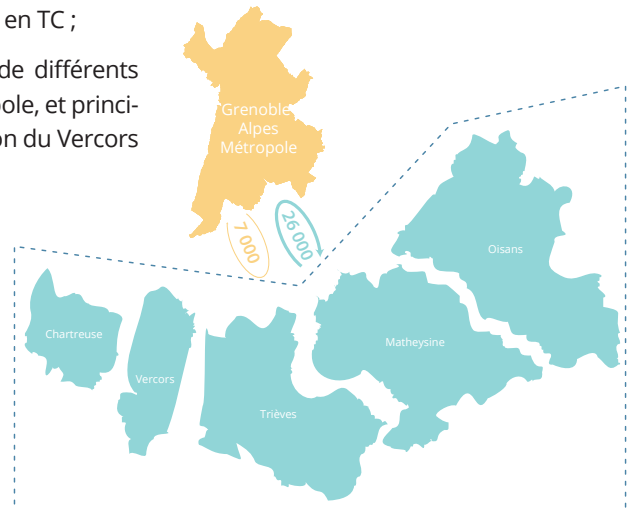 en TC ;
de différents
pole, et princi-
on du Vercors
Grenoble
Alpes
Métropole
7 000
26 000
Oisans
Chartreuse
Matheysine
Vercors
Trièves